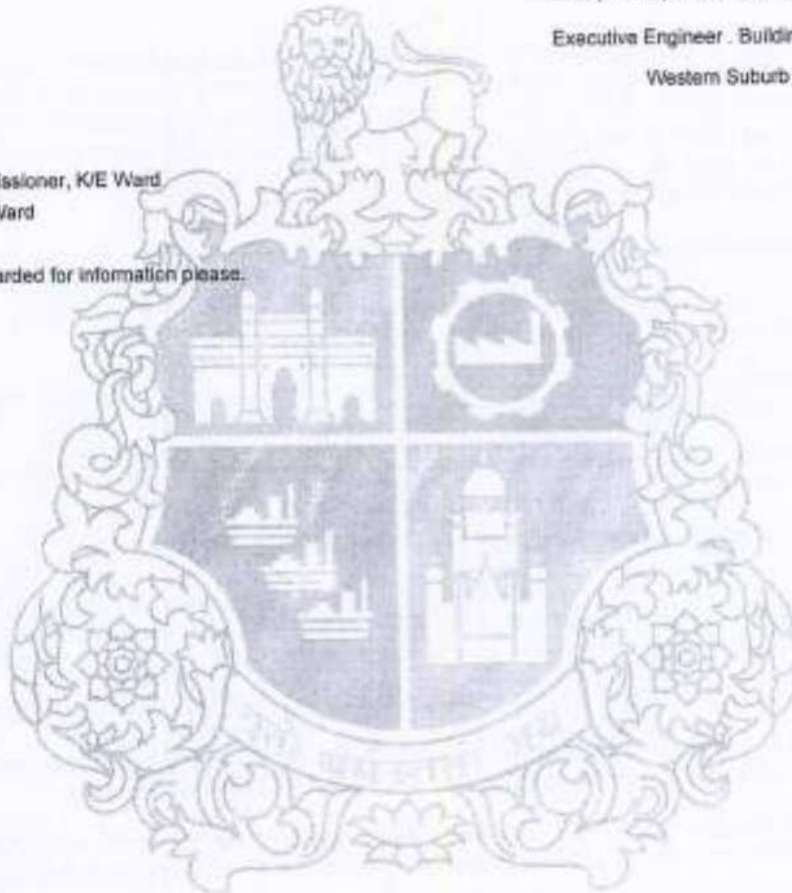 Executive Engineer . Buildin
Western Suburb
issioner, K/E Ward
Ward
arded for information please.